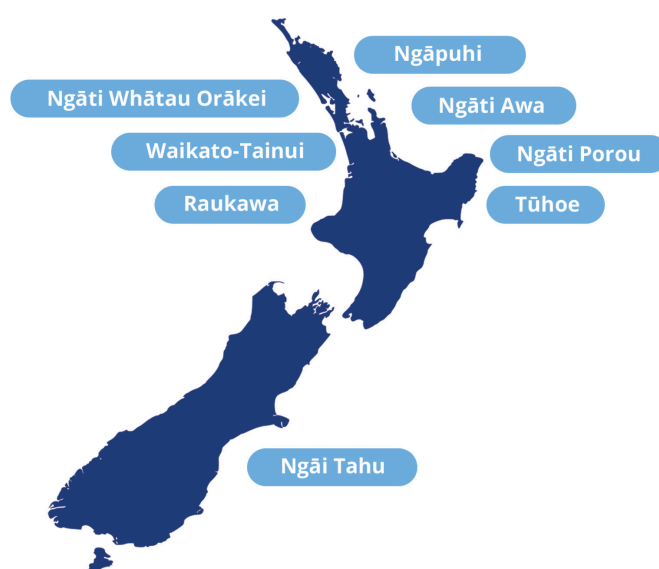 Ngāpuhi
Ngāti Whātau Orākei
Ngāti Awa
Waikato-Tainui
Ngāti Porou
Raukawa
Tūhoe
Ngāi Tahu